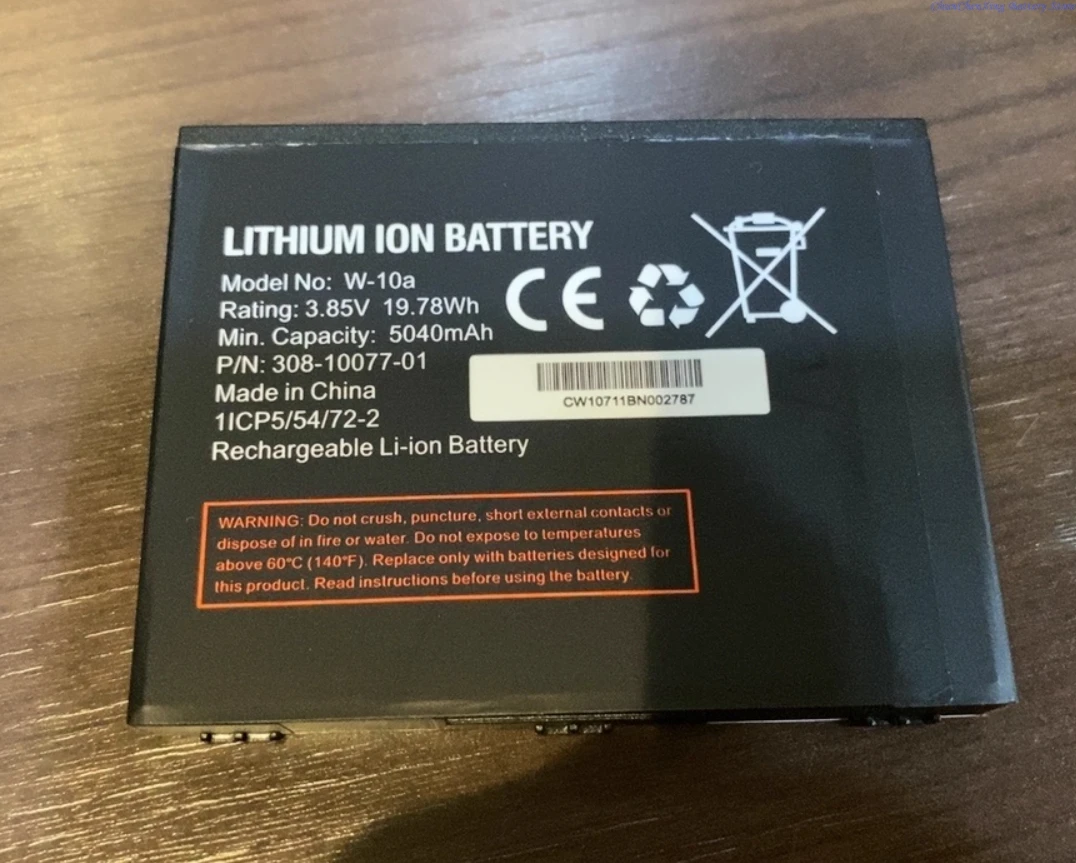 LITHIUM ION BATTERY
Model No: W-10a
Rating: 3.85V 19.78Wh
Min. Capacity: 5040mAh
P/N: 308-10077-01
Made in China
1ICP5/54/72-2
Rechargeable Li-ion Battery
CE
CW10711BN002787
WARNING: Do not crush, puncture, short external contacts or
dispose of in fire or water. Do not expose to temperatures
above 60°C (140°F). Replace only with batteries designed for
this product. Read instructions before using the battery.